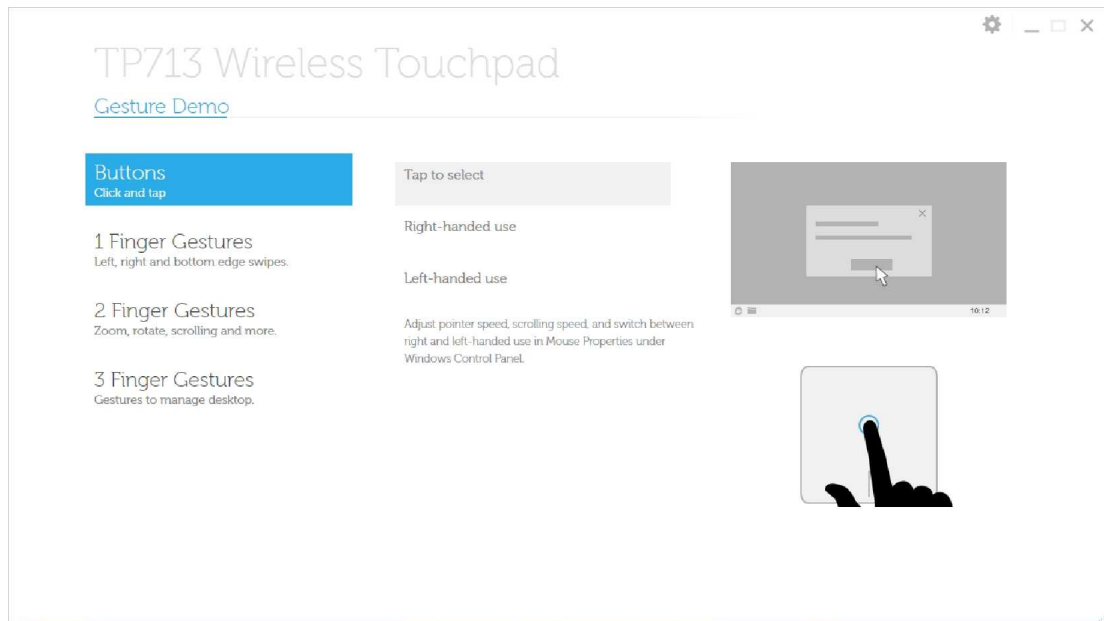 TP713 Wireless Touchpad
Gesture Demo
Buttons
Click and tap
1 Finger Gestures
Left, right and bottom edge swipes.
2 Finger Gestures
Zoom, rotate, scrolling and more.
3 Finger Gestures
Gestures to manage desktop.
Tap to select
Right-handed use
Left-handed use
Adjust pointer speed, scrolling speed, and switch between
right and left-handed use in Mouse Properties under
Windows Control Panel.
10:12